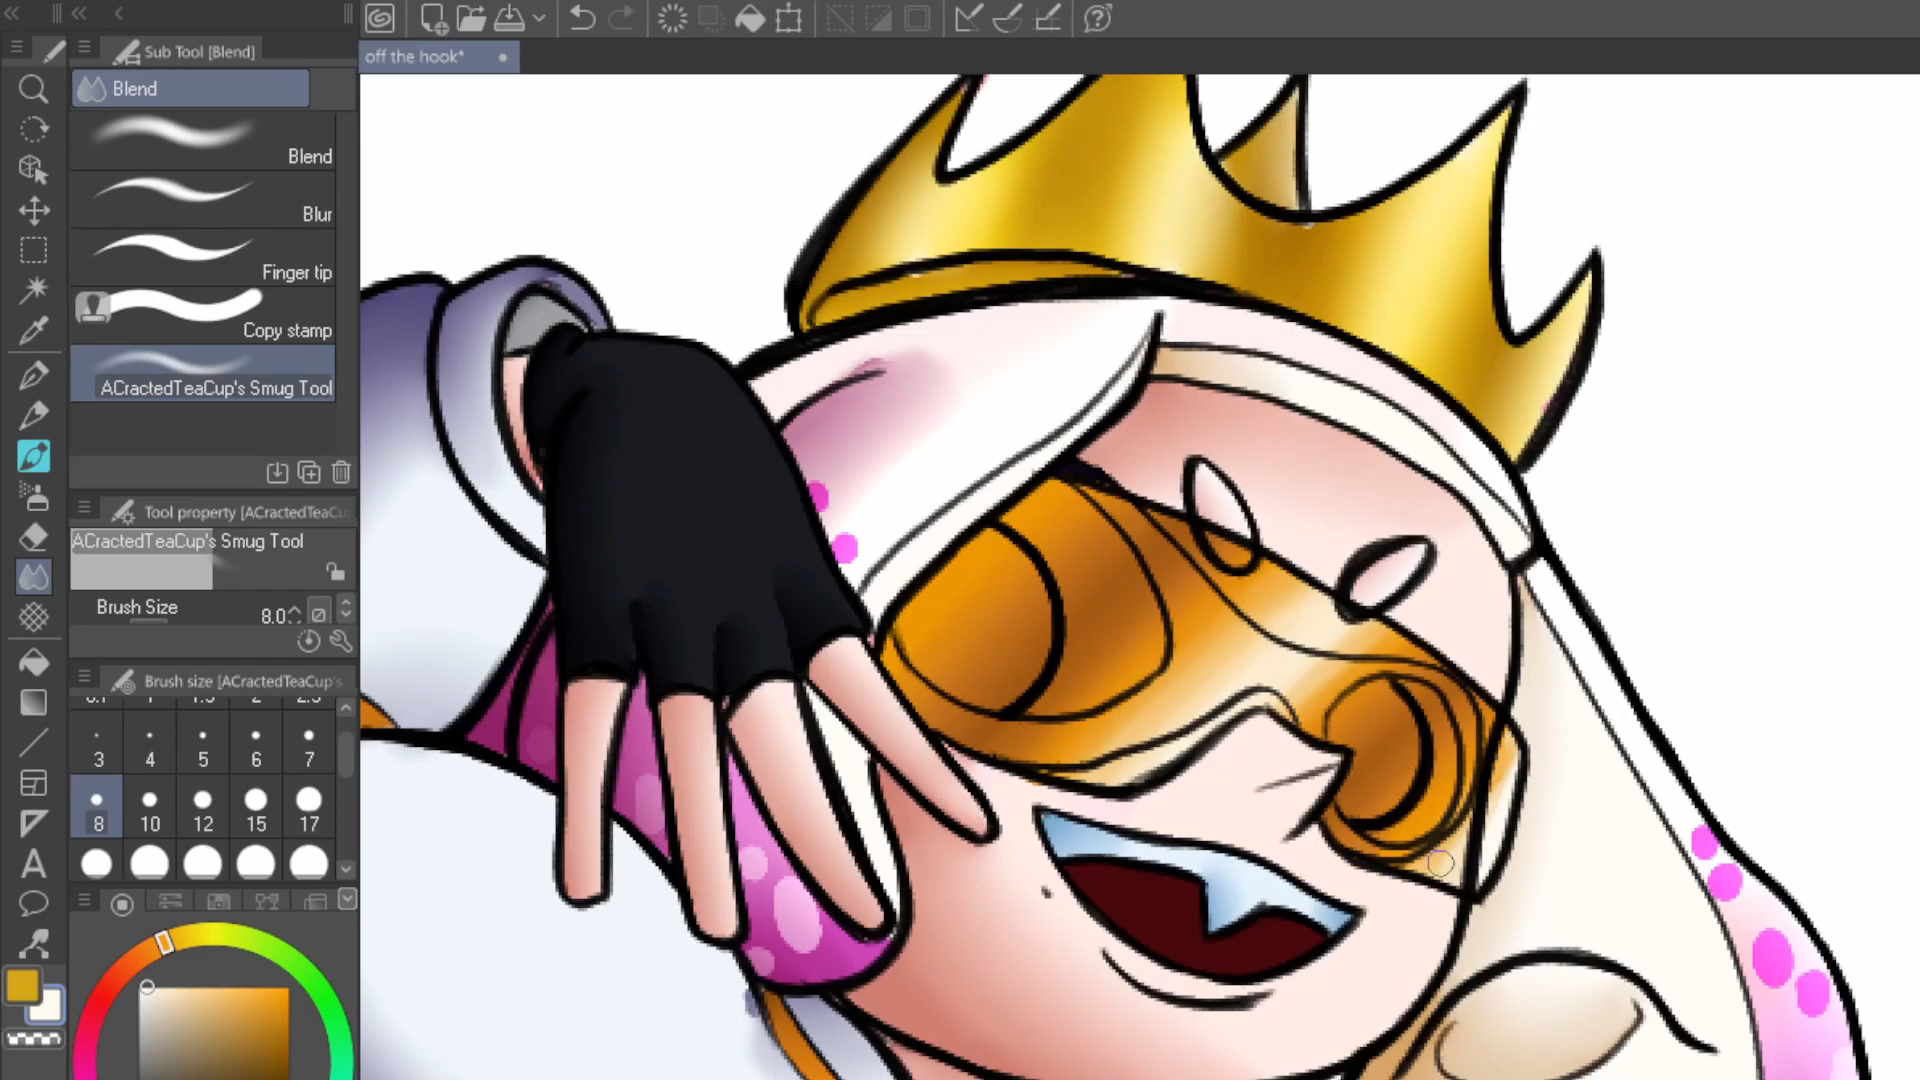 Sub Tool [Blend]
off the hook*
Blend
Blend
Blur
Finger tip
Copy stamp
ACractedTeaCup's Smug Tool
Tool property [ACractedTeaCu
ACractedTeaCup's Smug Tool
Brush Size 8.0
Brush size [ACractedTeaCup's
3 4 5 6 7
8 10 12 15 17
A